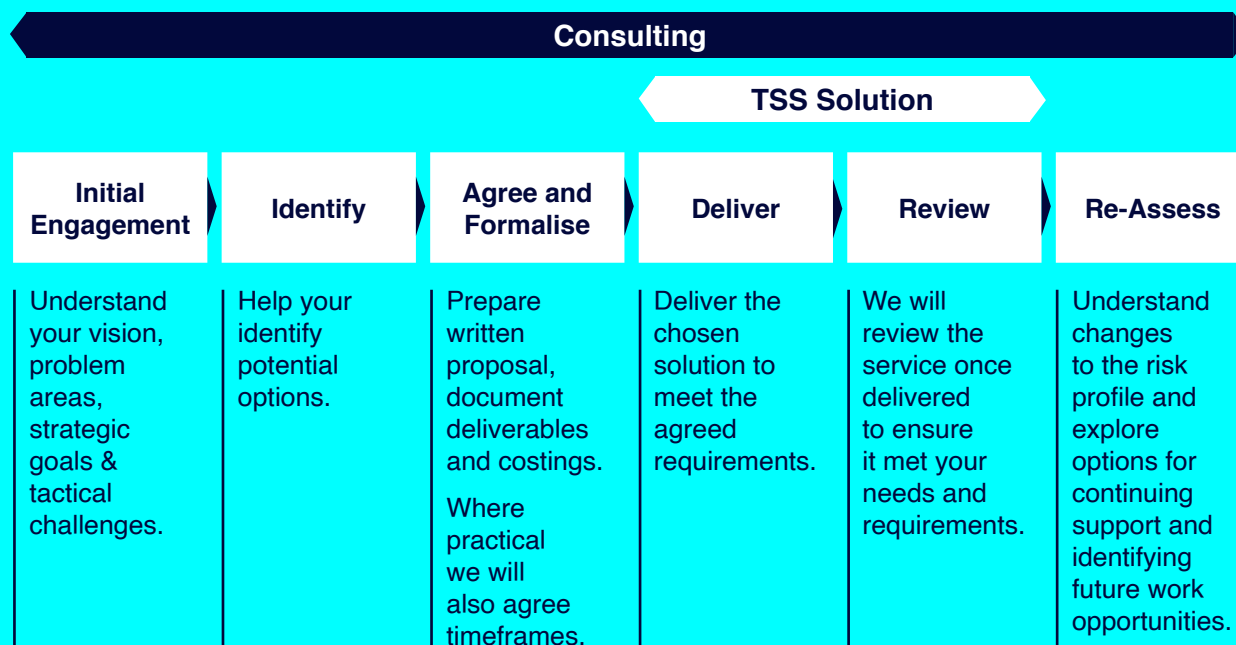 Consulting
TSS Solution
Initial
Engagement
Identify
Agree and
Formalise
Deliver
Review
Re-Assess
Understand
your vision,
problem
areas,
strategic
goals &
tactical
challenges.
Help your
identify
potential
options.
Prepare
written
proposal,
document
deliverables
and costings.
Where
practical
we will
also agree
timeframes.
Deliver the
chosen
solution to
meet the
agreed
requirements.
We will
review the
service once
delivered
to ensure
it met your
needs and
requirements.
Understand
changes
to the risk
profile and
explore
options for
continuing
support and
identifying
future work
opportunities.